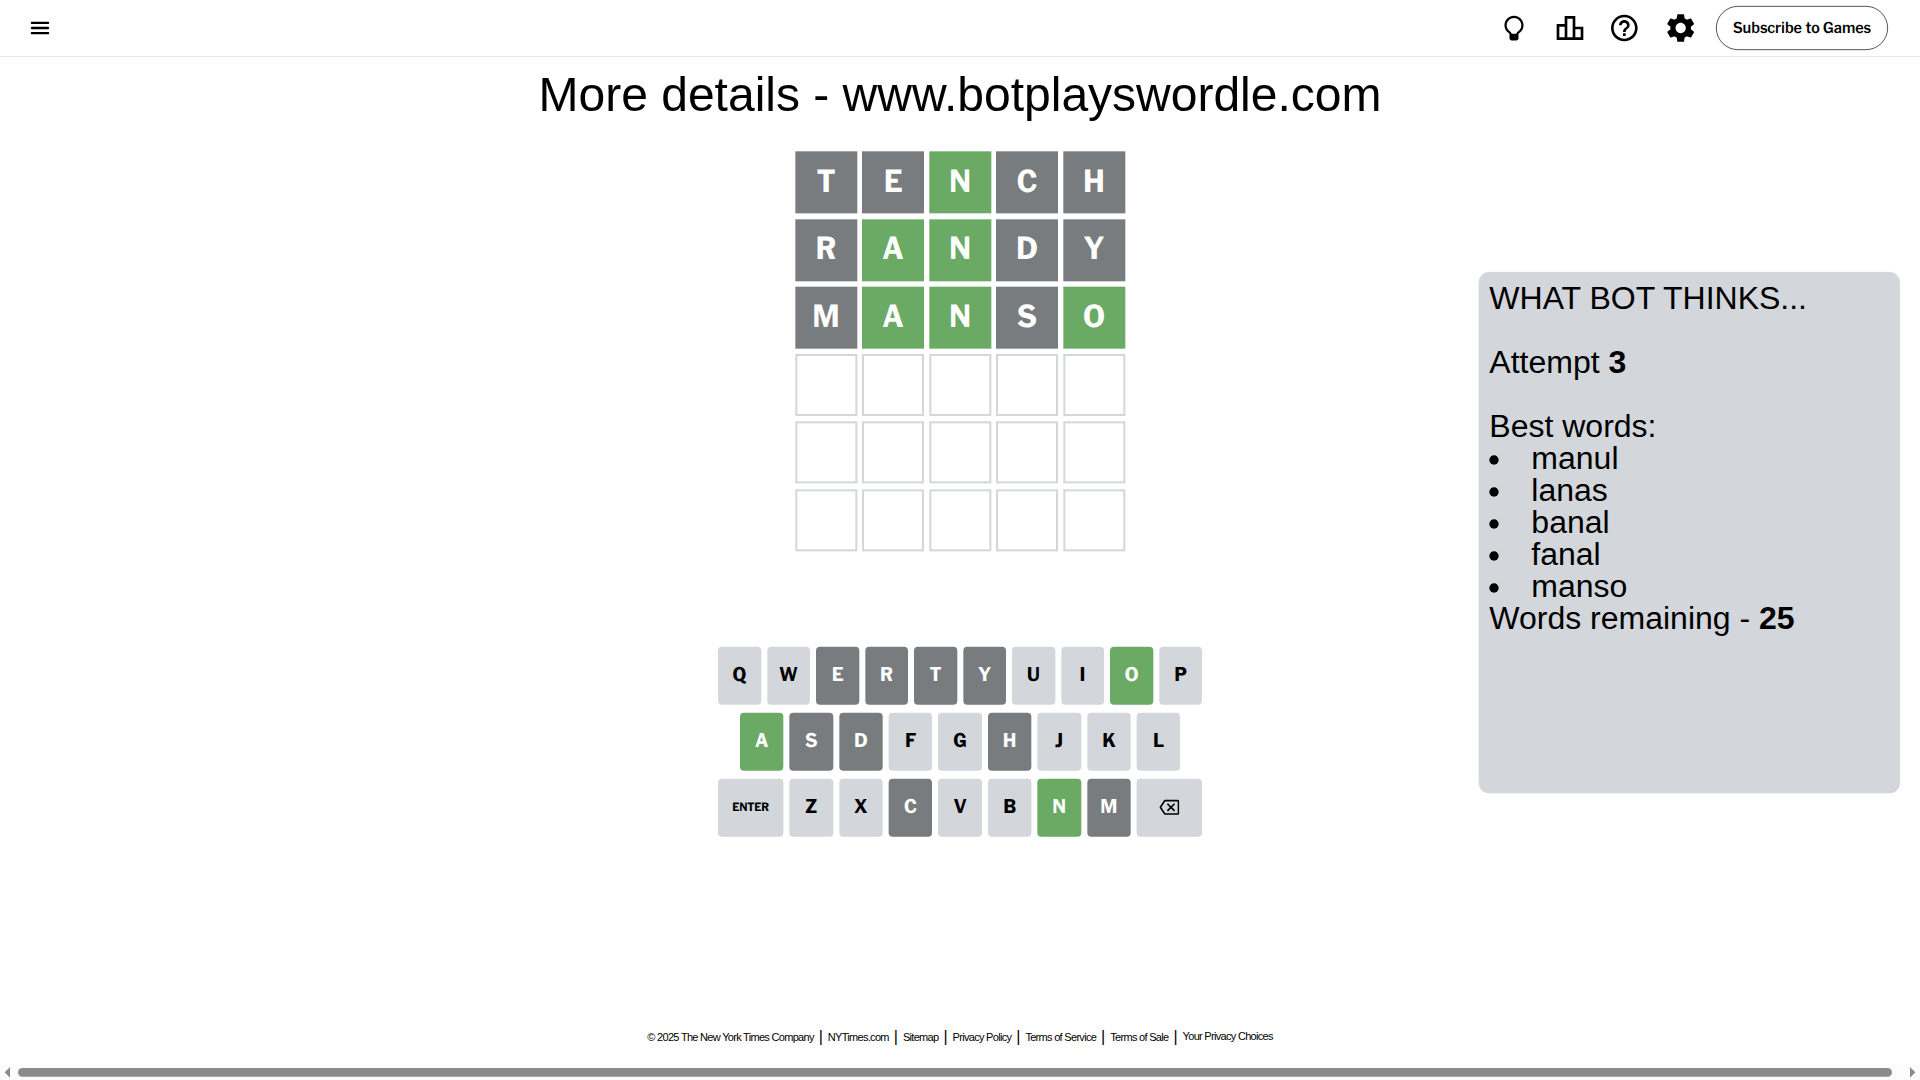 Subscribe to Games
More details - www.botplayswordle.com
T E N C H
R A N D Y
M A N S O
WHAT BOT THINKS...
Attempt 3
Best words:
• manul
• lanas
• banal
• fanal
• manso
Words remaining - 25
Q W E R T Y U I O P
A S D F G H J K L
ENTER Z X C V B N M
© 2025 The New York Times Company | NYTimes.com | Sitemap | Privacy Policy | Terms of Service | Terms of Sale | Your Privacy Choices